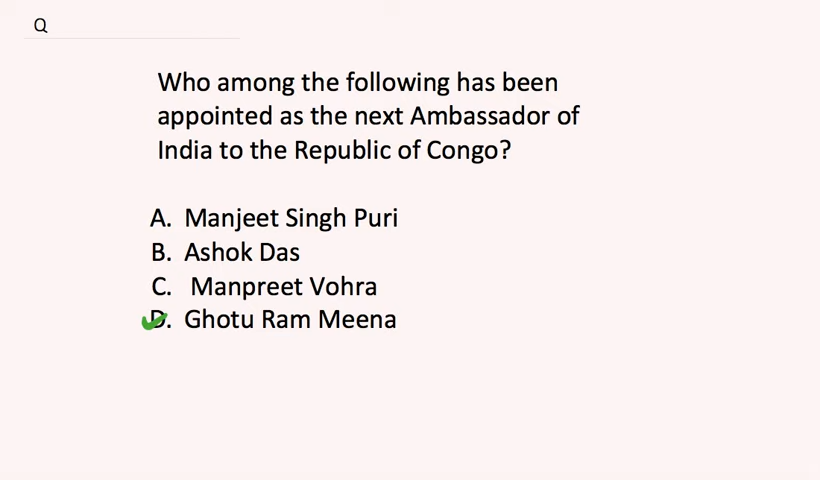 Q
Who among the following has been
appointed as the next Ambassador of
India to the Republic of Congo?
A. Manjeet Singh Puri
B. Ashok Das
C. Manpreet Vohra
D. Ghotu Ram Meena